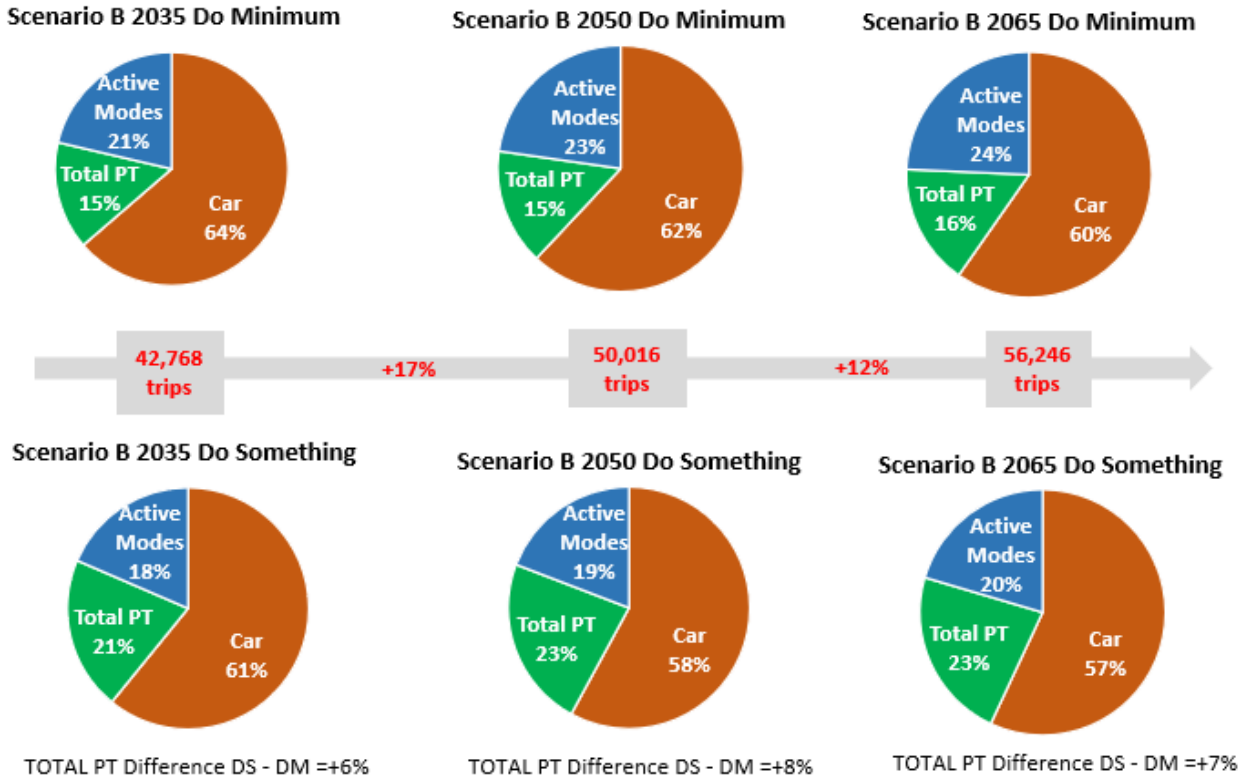 Scenario B 2035 Do Minimum
Active
Modes
21%
Total PT
15%
Car
64%
Scenario B 2050 Do Minimum
Active
Modes
23%
Total PT
15%
Car
62%
Scenario B 2065 Do Minimum
Active
Modes
24%
Total PT
16%
Car
60%
42,768
trips
+17%
50,016
trips
+12%
56,246
trips
Scenario B 2035 Do Something
Active
Modes
18%
Total PT
21%
Car
61%
TOTAL PT Difference DS - DM =+6%
Scenario B 2050 Do Something
Active
Modes
19%
Total PT
23%
Car
58%
TOTAL PT Difference DS - DM =+8%
Scenario B 2065 Do Something
Active
Modes
20%
Total PT
23%
Car
57%
TOTAL PT Difference DS - DM =+7%